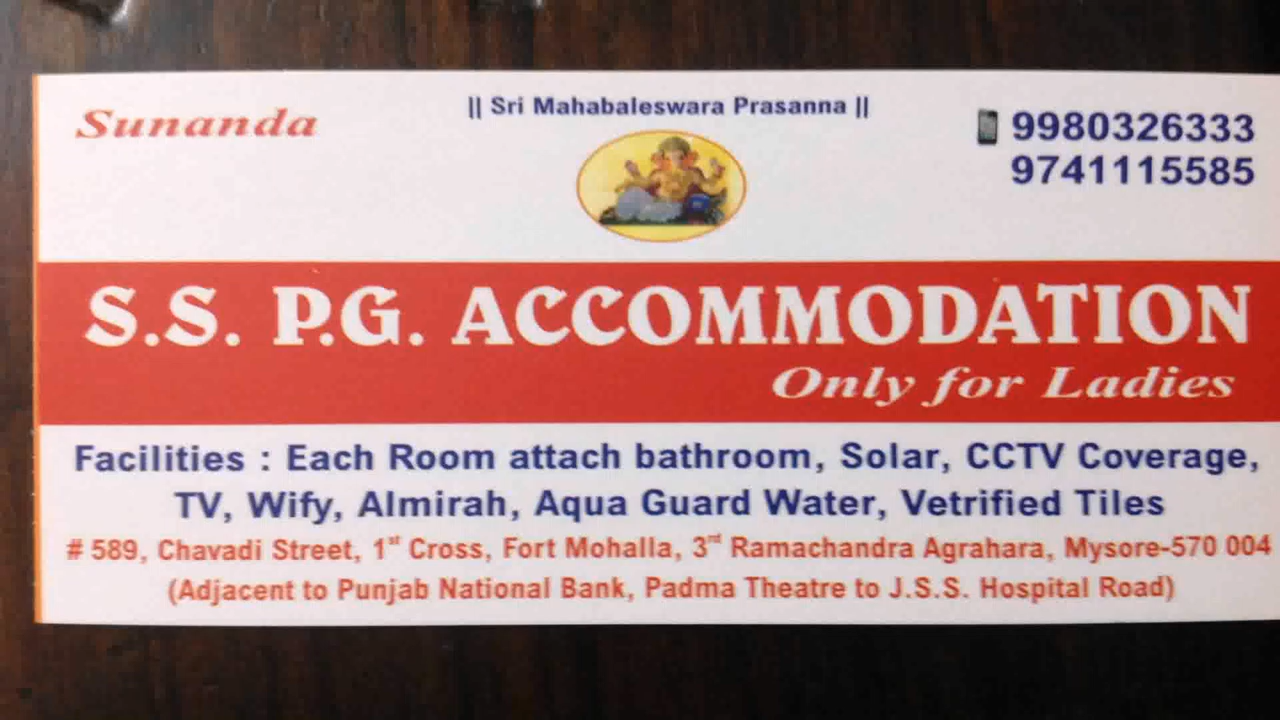 Sunanda
|| Sri Mahabaleswara Prasanna ||
9980326333
9741115585
S.S. P.G. ACCOMMODATION
Only for Ladies
Facilities : Each Room attach bathroom, Solar, CCTV Coverage,
TV, Wify, Almirah, Aqua Guard Water, Vetrified Tiles
# 589, Chavadi Street, 1st Cross, Fort Mohalla, 3rd Ramachandra Agrahara, Mysore-570 004
(Adjacent to Punjab National Bank, Padma Theatre to J.S.S. Hospital Road)